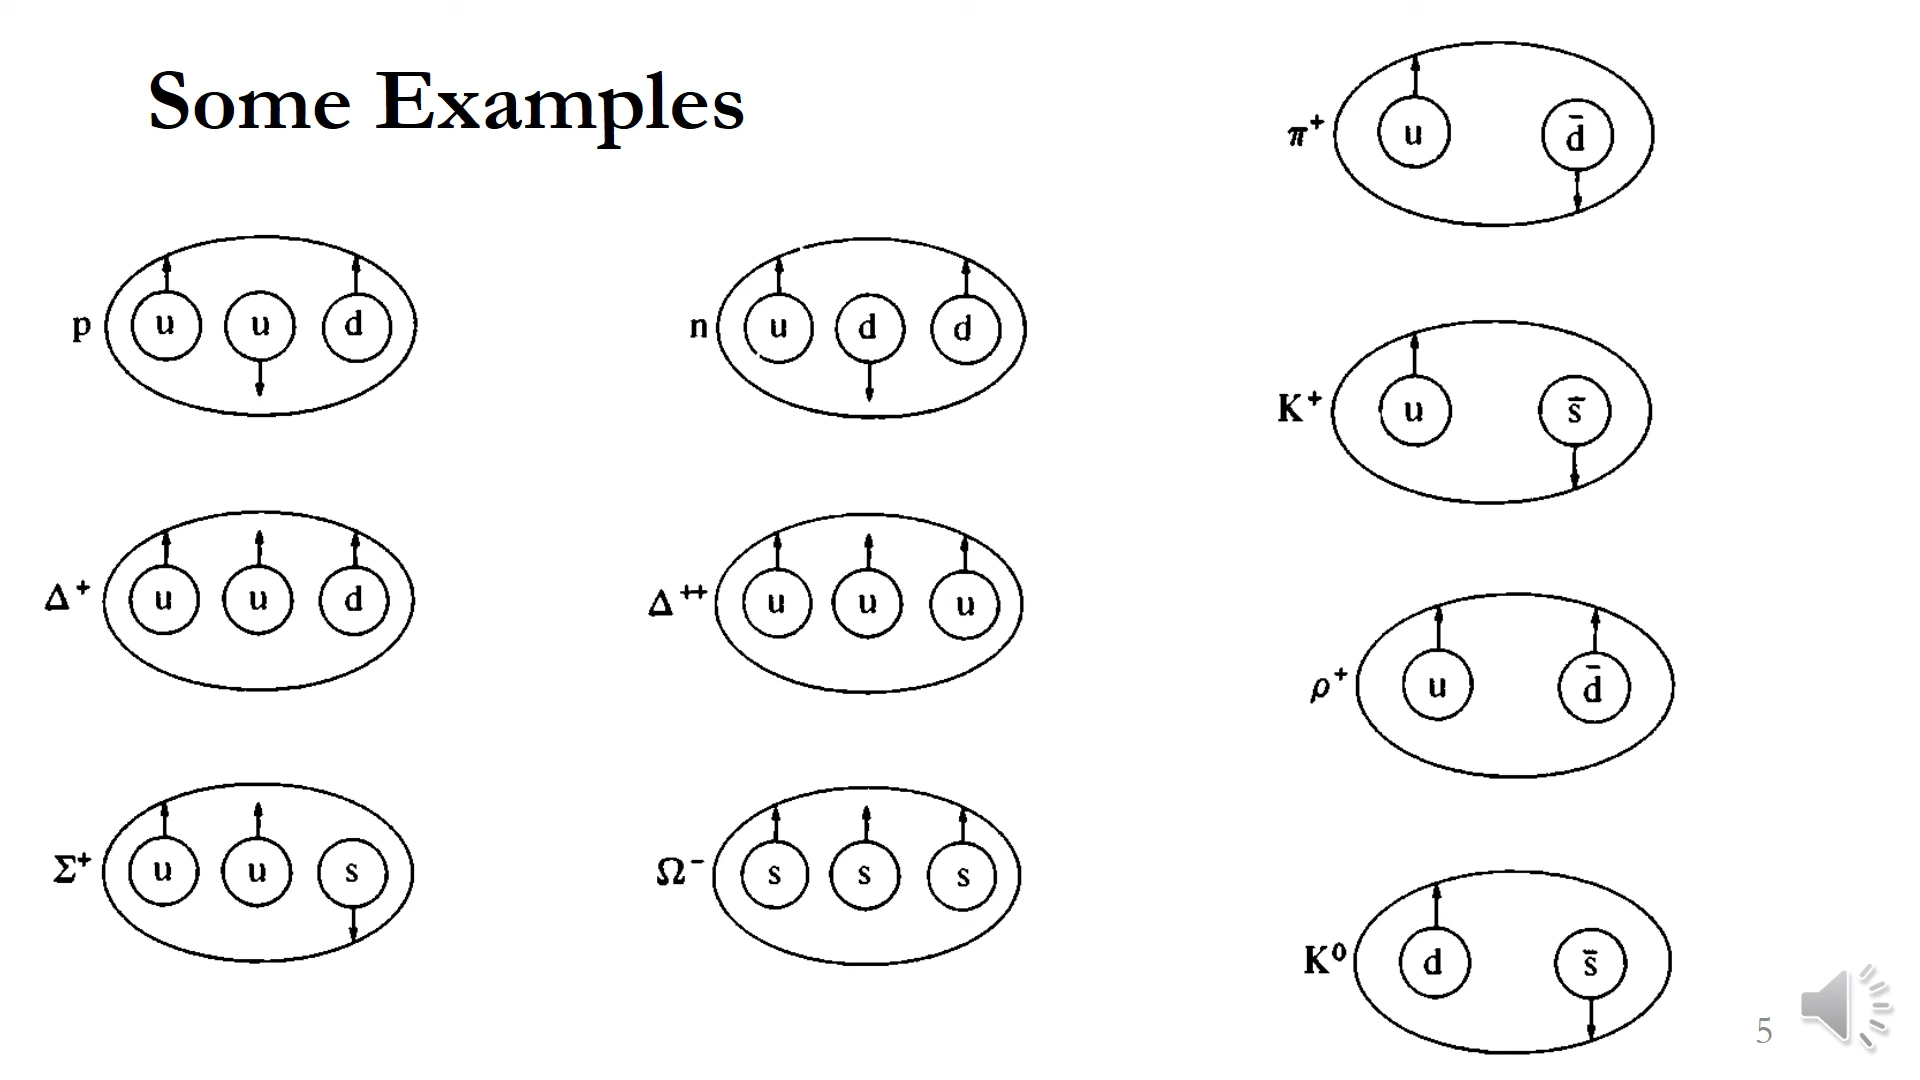 Some Examples
p u u d
n u d d
Δ⁺ u u d
Δ⁺⁺ u u u
Σ⁺ u u s
Ω⁻ s s s
π⁺ u d̄
K⁺ u s̄
ρ⁺ u d̄
K⁰ d s̄
5